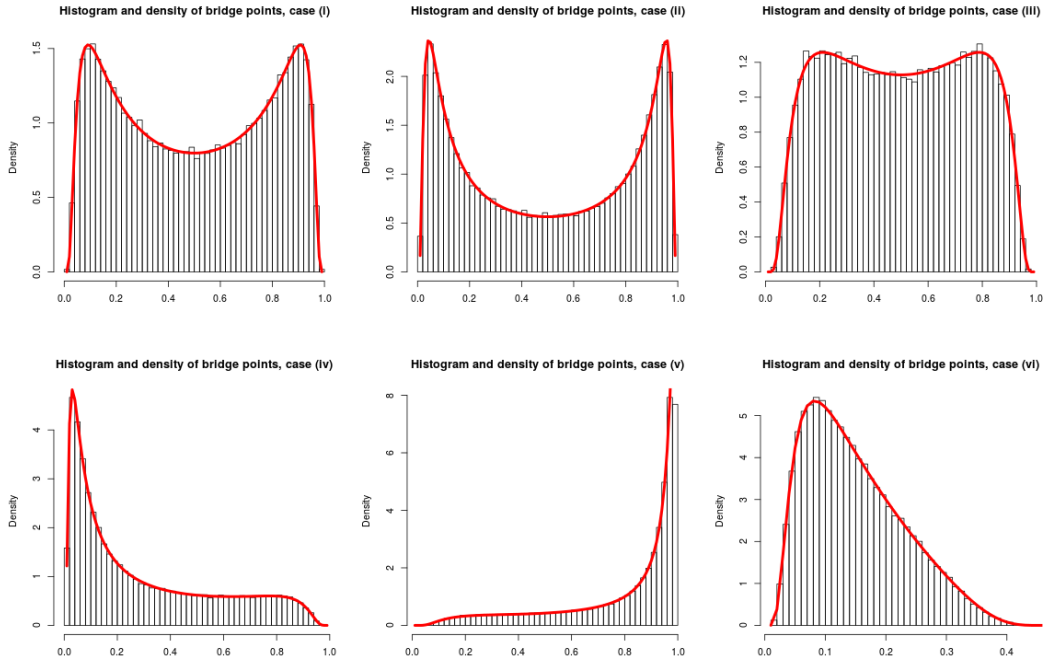 Histogram and density of bridge points, case (i)
Density
0.0 0.5 1.0 1.5
0.0 0.2 0.4 0.6 0.8 1.0
Histogram and density of bridge points, case (ii)
Density
0.0 0.5 1.0 1.5 2.0
0.0 0.2 0.4 0.6 0.8 1.0
Histogram and density of bridge points, case (iii)
Density
0.0 0.2 0.4 0.6 0.8 1.0 1.2
0.0 0.2 0.4 0.6 0.8 1.0
Histogram and density of bridge points, case (iv)
Density
0 1 2 3 4
0.0 0.2 0.4 0.6 0.8 1.0
Histogram and density of bridge points, case (v)
Density
0 2 4 6 8
0.0 0.2 0.4 0.6 0.8 1.0
Histogram and density of bridge points, case (vi)
Density
0 1 2 3 4 5
0.0 0.1 0.2 0.3 0.4